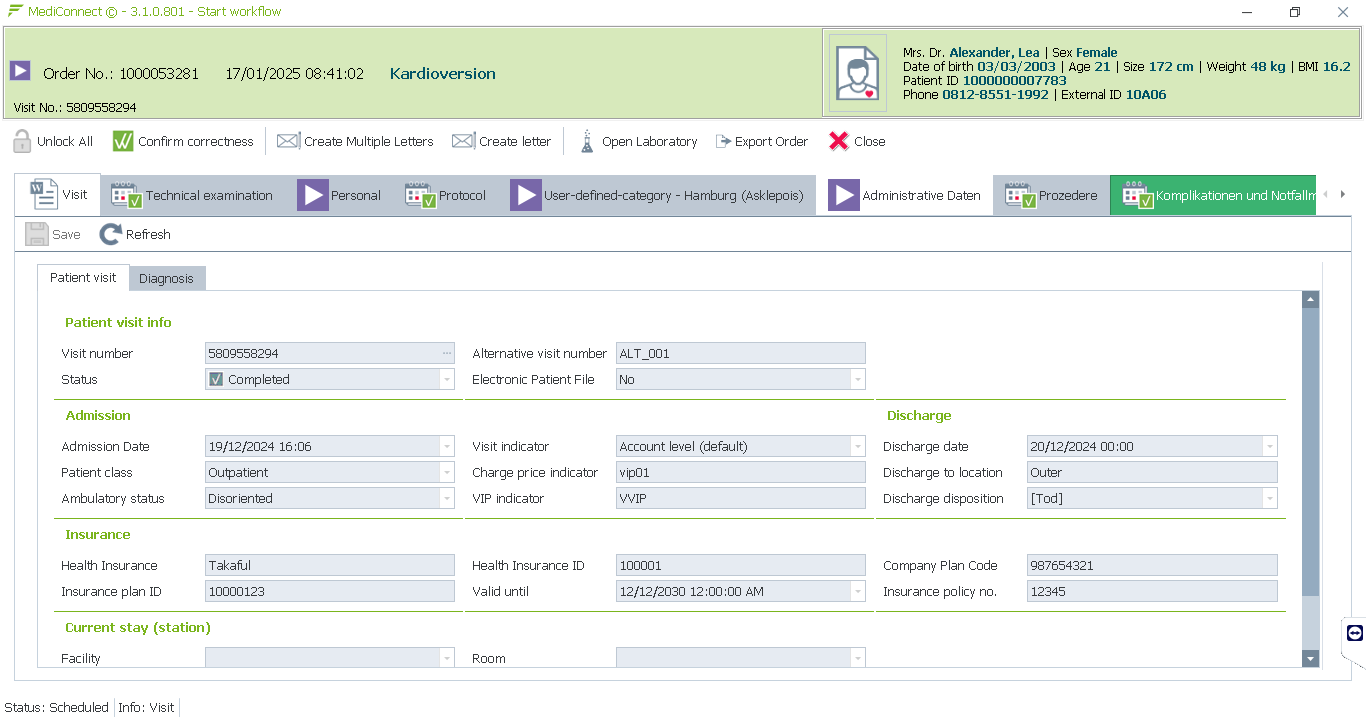 MediConnect © - 3.1.0.801 - Start workflow
Order No.: 1000053281 17/01/2025 08:41:02 Kardioversion
Visit No.: 5809558294
Mrs. Dr. Alexander, Lea | Sex Female
Date of birth 03/03/2003 | Age 21 | Size 172 cm | Weight 48 kg | BMI 16.2
Patient ID 1000000007783
Phone 0812-8551-1992 | External ID 10A06
Unlock All Confirm correctness Create Multiple Letters Create letter Open Laboratory Export Order Close
Visit Technical examination Personal Protocol User-defined-category - Hamburg (Asklepois) Administrative Daten Prozedere Komplikationen und Notfallm
Save Refresh
Patient visit Diagnosis
Patient visit info
Visit number 5809558294 ... Alternative visit number ALT_001
Status Completed Electronic Patient File No
Admission Discharge
Admission Date 19/12/2024 16:06 Visit indicator Account level (default) Discharge date 20/12/2024 00:00
Patient class Outpatient Charge price indicator vip01 Discharge to location Outer
Ambulatory status Disoriented VIP indicator VVIP Discharge disposition [Tod]
Insurance
Health Insurance Takaful Health Insurance ID 100001 Company Plan Code 987654321
Insurance plan ID 10000123 Valid until 12/12/2030 12:00:00 AM Insurance policy no. 12345
Current stay (station)
Facility Room
Status: Scheduled Info: Visit